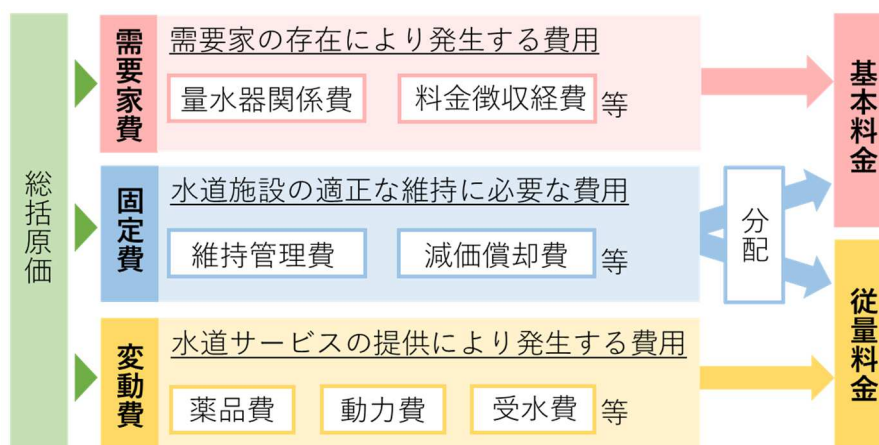 総括原価
需要家費
需要家の存在により発生する費用
量水器関係費
料金徴収経費
等
固定費
水道施設の適正な維持に必要な費用
維持管理費
減価償却費
等
変動費
水道サービスの提供により発生する費用
薬品費
動力費
受水費
等
分配
基本料金
従量料金